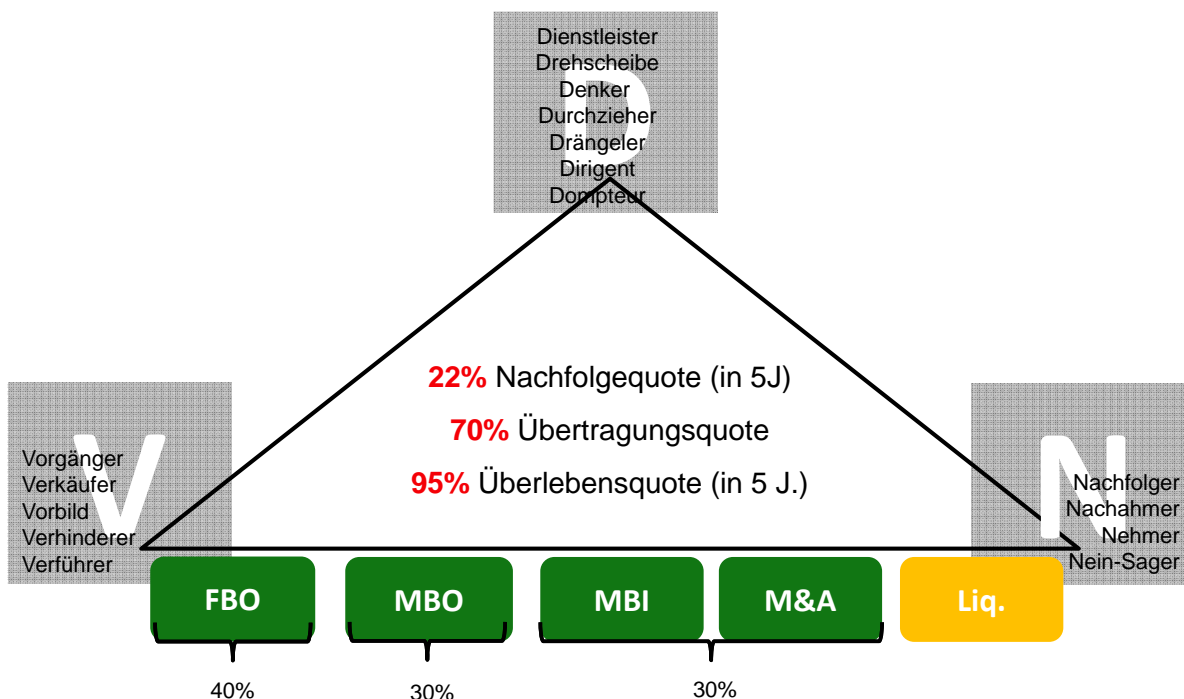 D
Dienstleister
Drehscheibe
Denker
Durchzieher
Drängeler
Dirigent
Dompteur
22% Nachfolgequote (in 5J)
70% Übertragungsquote
95% Überlebensquote (in 5 J.)
V
Vorgänger
Verkäufer
Vorbild
Verhinderer
Verführer
N
Nachfolger
Nachahmer
Nehmer
Nein-Sager
FBO
MBO
MBI
M&A
Liq.
40%
30%
30%